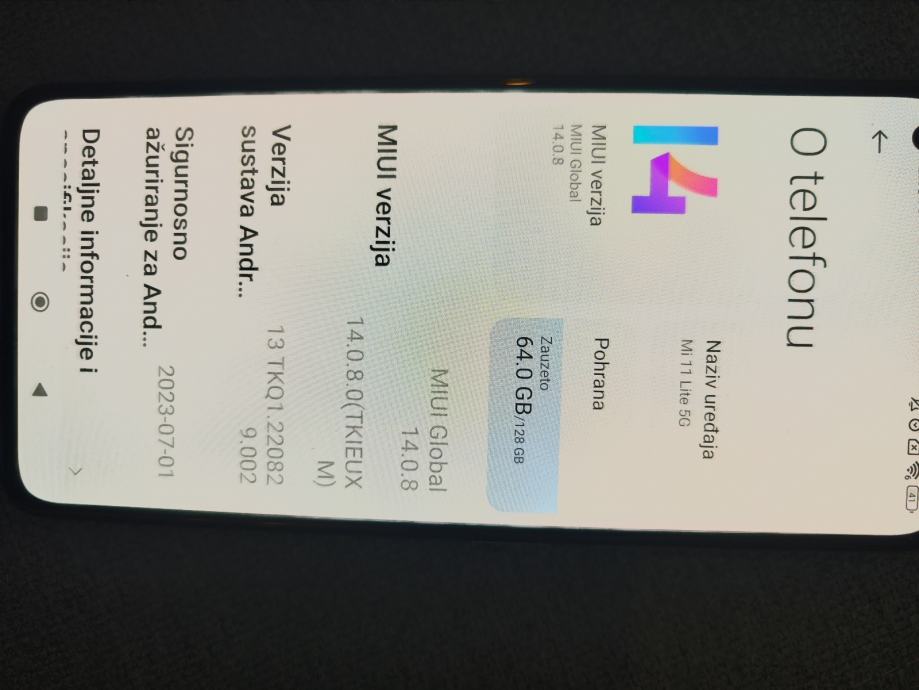 41
←
O telefonu
14
MIUI verzija
MIUI Global
14.0.8
Naziv uređaja
Mi 11 Lite 5G
Pohrana
Zauzeto
64.0 GB/128 GB
MIUI verzija
MIUI Global
14.0.8
14.0.8.0(TKIEUX
M)
Verzija
sustava Andr...
13 TKQ1.22082
9.002
Sigurnosno
ažuriranje za And...
2023-07-01
Detaljne informacije i